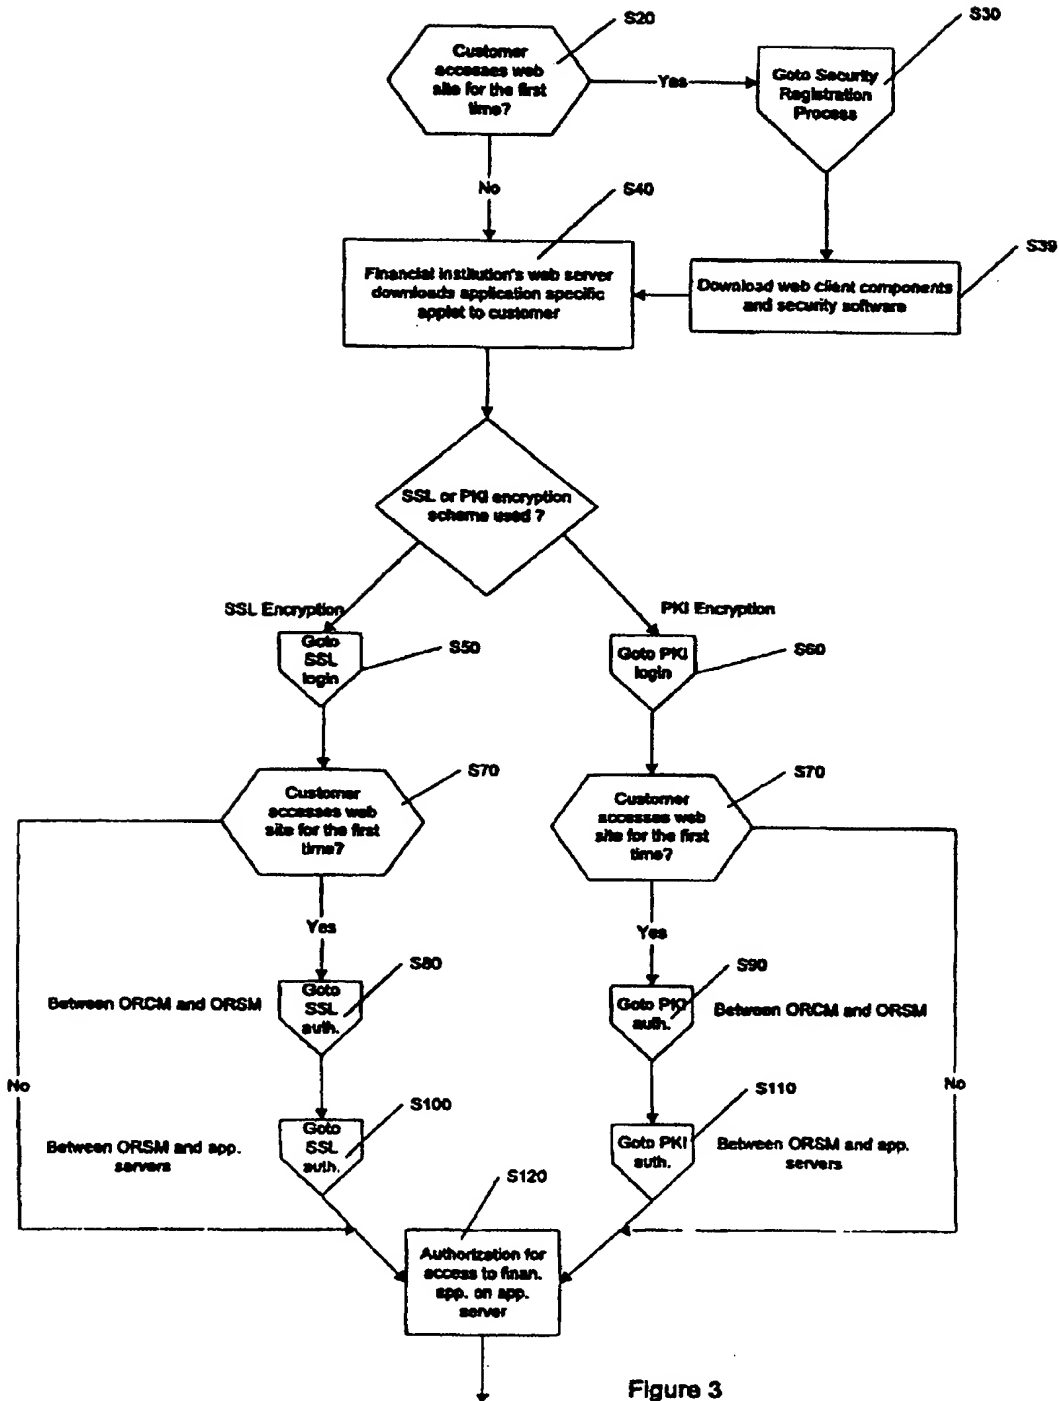 S20
Customer
accesses web
site for the first
time?
Yes
S30
Goto Security
Registration
Process
No
S40
Financial institution's web server
downloads application specific
applet to customer
S39
Download web client components
and security software
SSL or PKI encryption
scheme used ?
SSL Encryption
PKI Encryption
Goto
SSL
login
S50
Goto PKI
login
S60
Customer
accesses web
site for the first
time?
S70
Customer
accesses web
site for the first
time?
S70
Yes
Yes
Between ORCM and ORSM
Goto
SSL
auth.
S80
Goto PKI
auth.
S90
Between ORCM and ORSM
No
No
Between ORSM and app.
servers
Goto
SSL
auth.
S100
Goto PKI
auth.
S110
Between ORSM and app.
servers
S120
Authorization for
access to finan.
app. on app.
server
Figure 3